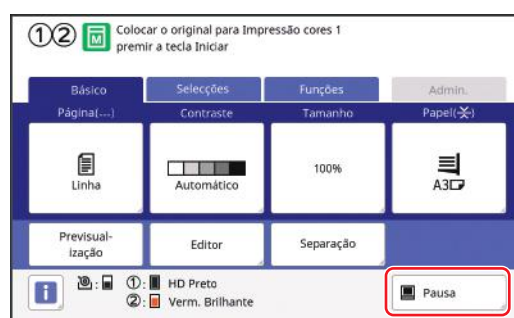 ①② M Colocar o original para Impressão cores 1
premir a tecla Iniciar
Básico Selecções Funções Admin.
Página(---) Contraste Tamanho Papel( )
Linha Automático 100% A3
Previsual-
ização Editor Separação
i : ①: HD Preto
②: Verm. Brilhante
Pausa